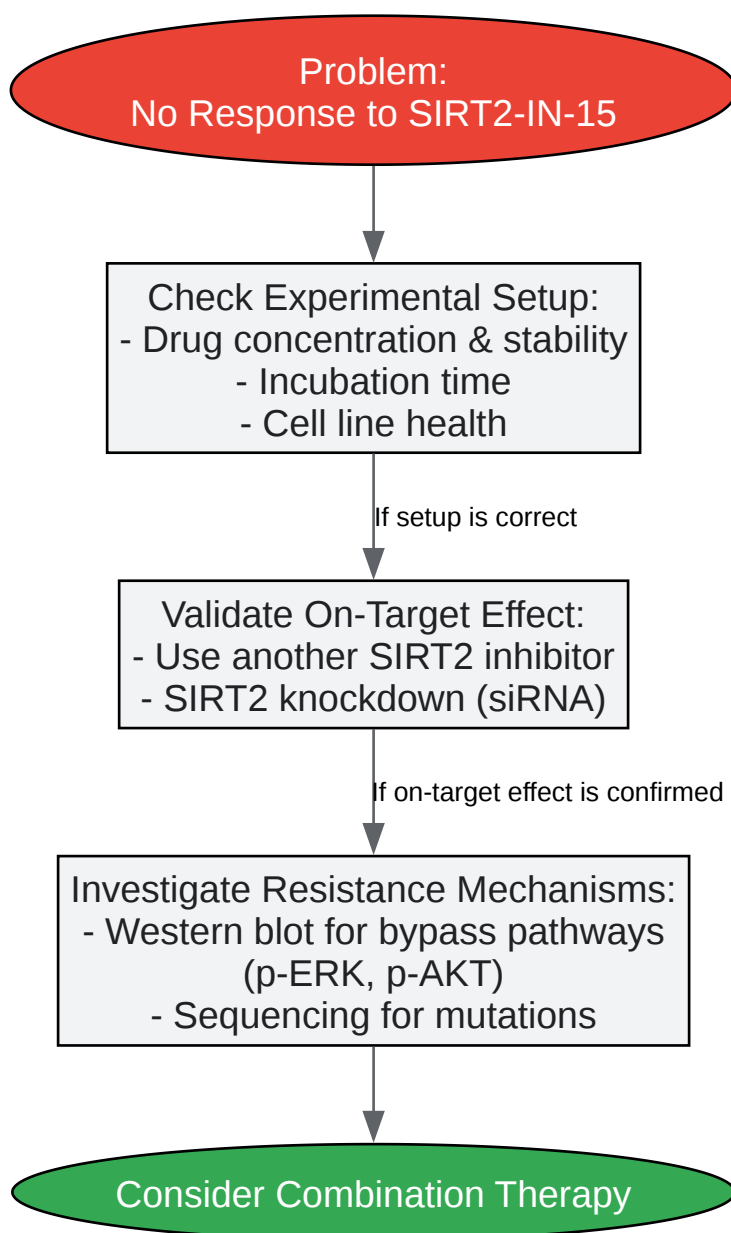 Problem:
No Response to SIRT2-IN-15
Check Experimental Setup:
- Drug concentration & stability
- Incubation time
- Cell line health
If setup is correct
Validate On-Target Effect:
- Use another SIRT2 inhibitor
- SIRT2 knockdown (siRNA)
If on-target effect is confirmed
Investigate Resistance Mechanisms:
- Western blot for bypass pathways
(p-ERK, p-AKT)
- Sequencing for mutations
Consider Combination Therapy